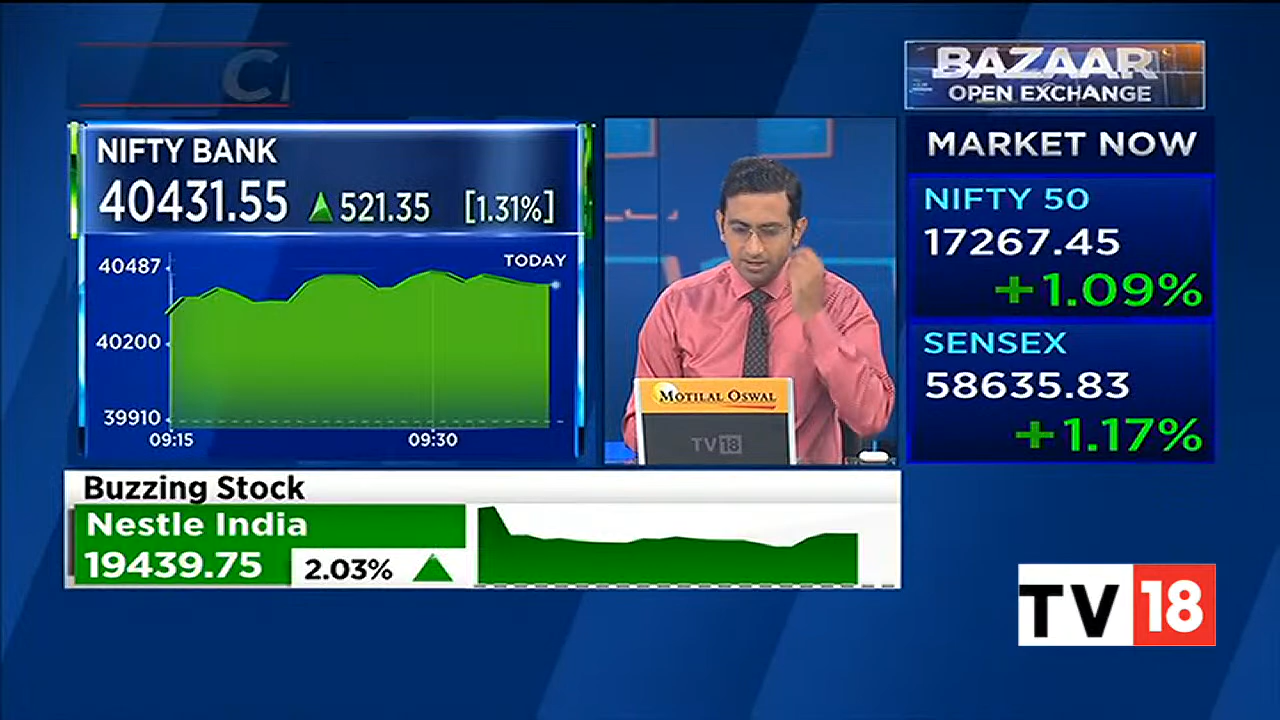 BAZAAR
OPEN EXCHANGE
NIFTY BANK
40431.55 ▲ 521.35 [1.31%]
TODAY
40487
40200
39910
09:15 09:30
MOTILAL OSWAL
TV18
MARKET NOW
NIFTY 50
17267.45
+1.09%
SENSEX
58635.83
+1.17%
Buzzing Stock
Nestle India
19439.75 2.03% ▲
TV18